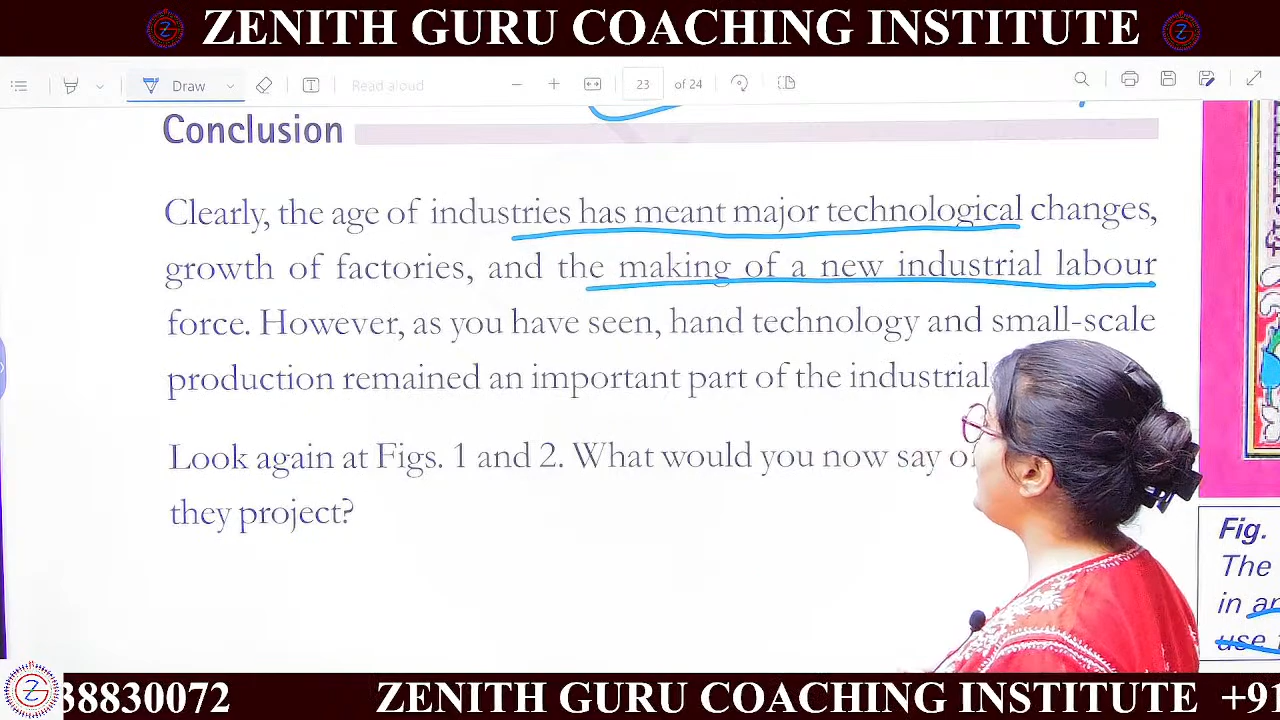 ZENITH GURU COACHING INSTITUTE
Draw
Read aloud
23 of 24
Conclusion
Clearly, the age of industries has meant major technological changes,
growth of factories, and the making of a new industrial labour
force. However, as you have seen, hand technology and small-scale
production remained an important part of the industrial
Look again at Figs. 1 and 2. What would you now say
they project?
Fig.
The
in
use
38830072 ZENITH GURU COACHING INSTITUTE +91